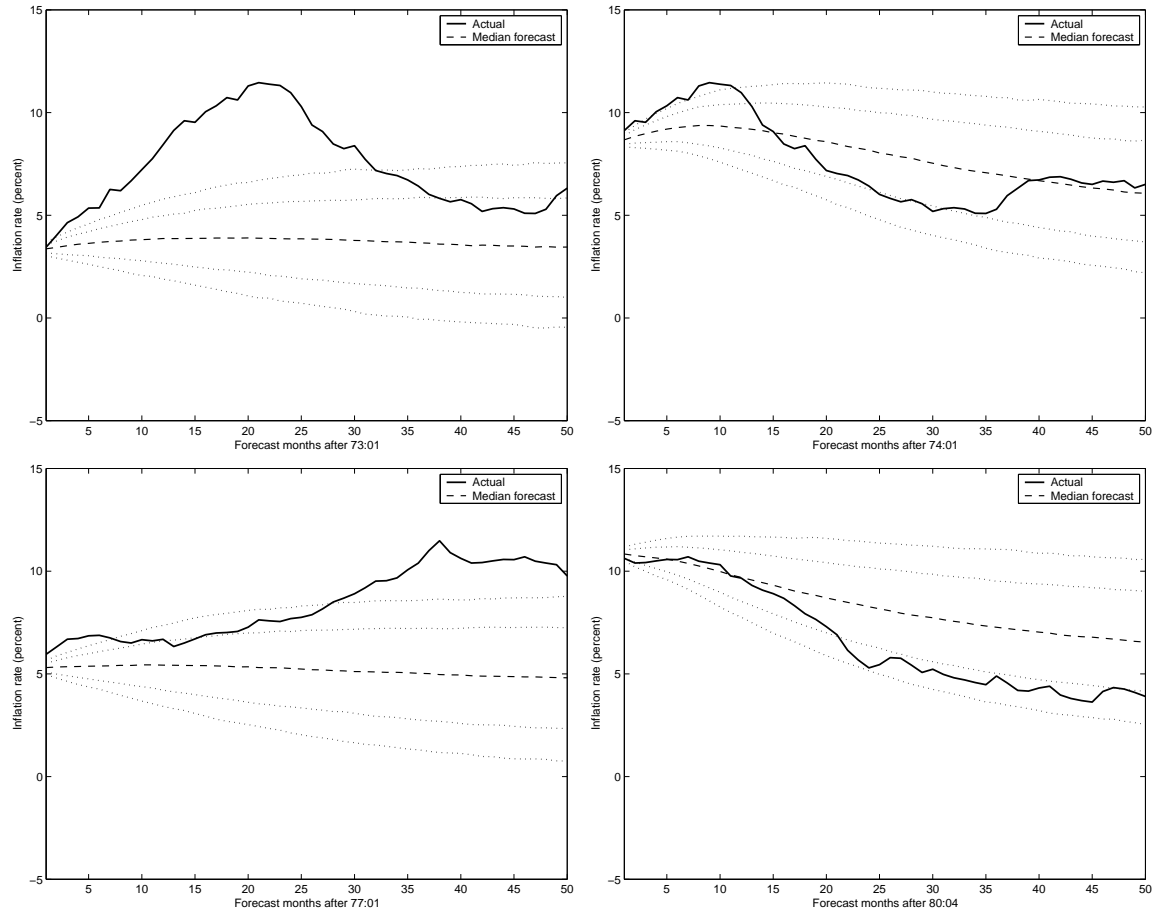 15
10
5
0
−5
Inflation rate (percent)
Actual
Median forecast
5 10 15 20 25 30 35 40 45 50
Forecast months after 73:01
15
10
5
0
−5
Inflation rate (percent)
Actual
Median forecast
5 10 15 20 25 30 35 40 45 50
Forecast months after 74:01
15
10
5
0
−5
Inflation rate (percent)
Actual
Median forecast
5 10 15 20 25 30 35 40 45 50
Forecast months after 77:01
15
10
5
0
−5
Inflation rate (percent)
Actual
Median forecast
5 10 15 20 25 30 35 40 45 50
Forecast months after 80:04